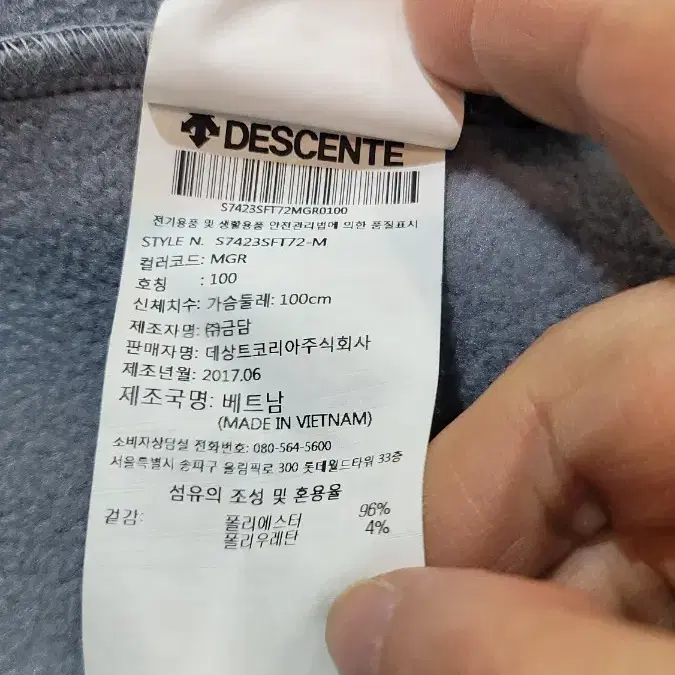 DESCENTE
S7423SFT72MGR0100
전기용품 및 생활용품 안전관리법에 의한 품질표시
STYLE N. S7423SFT72-M
컬러코드: MGR
호칭 : 100
신체치수: 가슴둘레: 100cm
제조자명: ㈜금담
판매자명: 데상트코리아주식회사
제조년월: 2017.06
제조국명: 베트남
(MADE IN VIETNAM)
소비자상담실 전화번호: 080-564-5600
서울특별시 송파구 올림픽로 300 롯데월드타워 33층
섬유의 조성 및 혼용율
겉감: 폴리에스터 96%
폴리우레탄 4%